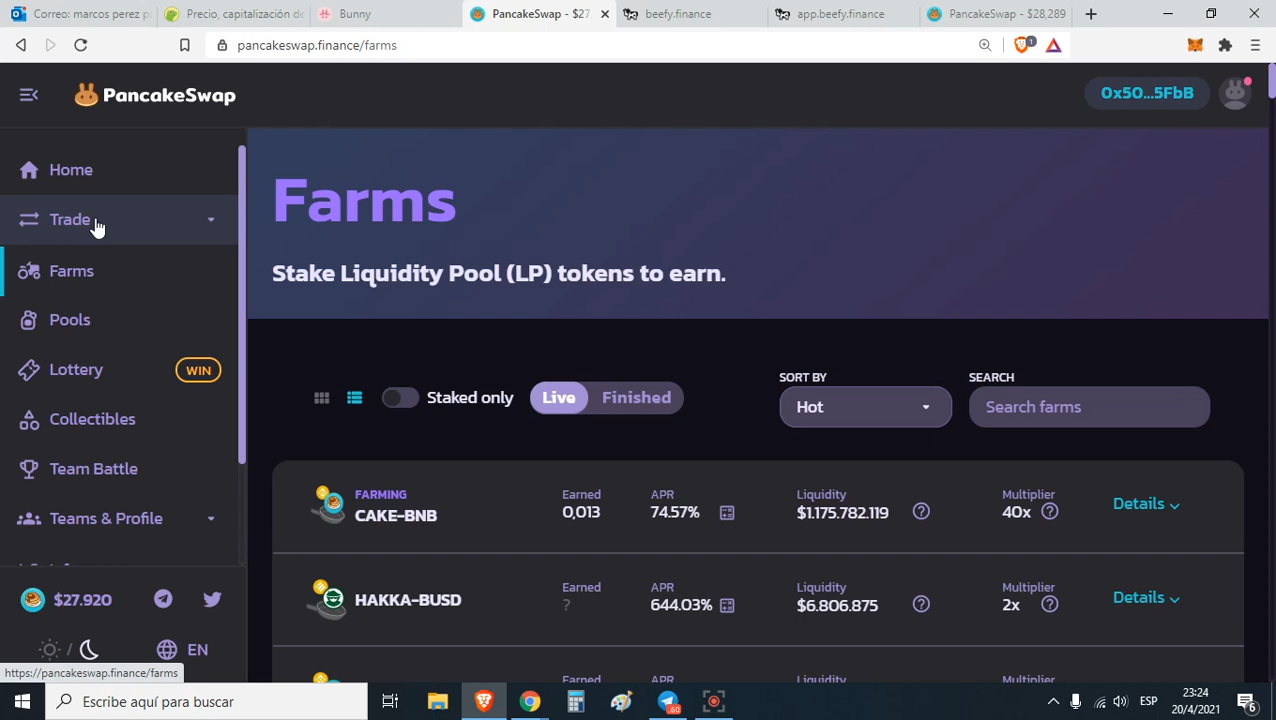 Correo: marcos perez p
Precio, capitalización de
Bunny
PancakeSwap - $27
beefy.finance
app.beefy.finance
PancakeSwap - $28,289
pancakeswap.finance/farms
1
PancakeSwap
0x50...5FbB
Home
Trade
Farms
Pools
Lottery
WIN
Collectibles
Team Battle
Teams & Profile
$27.920
/
EN
https://pancakeswap.finance/farms
Farms
Stake Liquidity Pool (LP) tokens to earn.
Staked only
Live
Finished
SORT BY
Hot
SEARCH
Search farms
FARMING
CAKE-BNB
Earned
0,013
APR
74.57%
Liquidity
$1.175.782.119
?
Multiplier
40x
?
Details
HAKKA-BUSD
Earned
?
APR
644.03%
Liquidity
$6.806.875
?
Multiplier
2x
?
Details
Earned
APR
Liquidity
Multiplier
Escribe aquí para buscar
60
ESP
23:24
20/4/2021
6